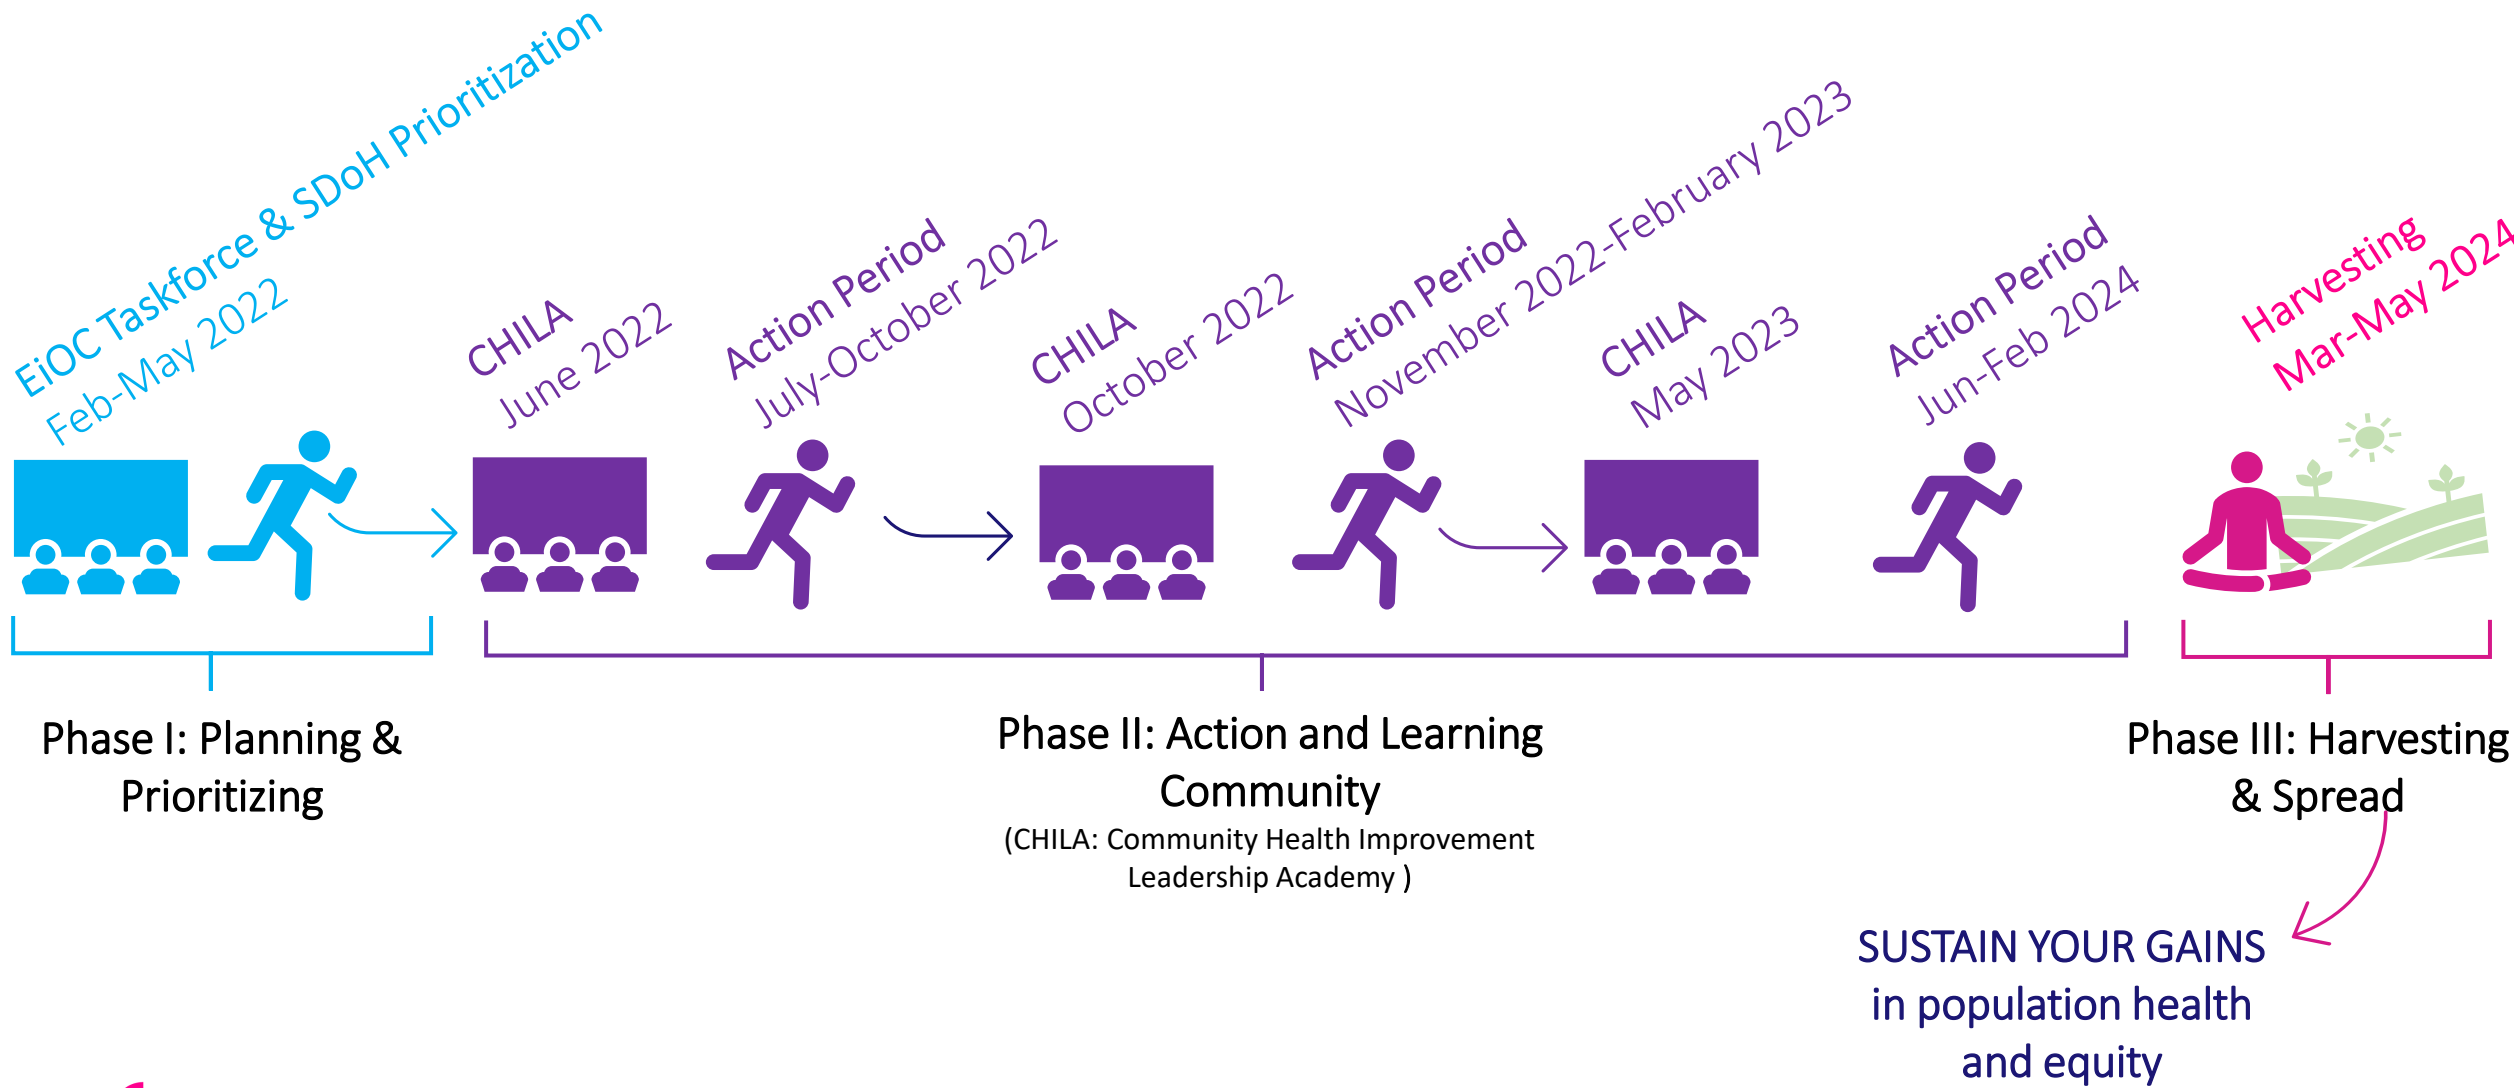 EiOC Taskforce & SDoH Prioritization
Feb-May 2022
CHILA
June 2022
Action Period
July-October 2022
CHILA
October 2022
Action Period
November 2022-February 2023
CHILA
May 2023
Action Period
Jun-Feb 2024
Harvesting
Mar-May 2024
Phase I: Planning &
Prioritizing
Phase II: Action and Learning
Community
(CHILA: Community Health Improvement
Leadership Academy )
Phase III: Harvesting
& Spread
SUSTAIN YOUR GAINS
in population health
and equity